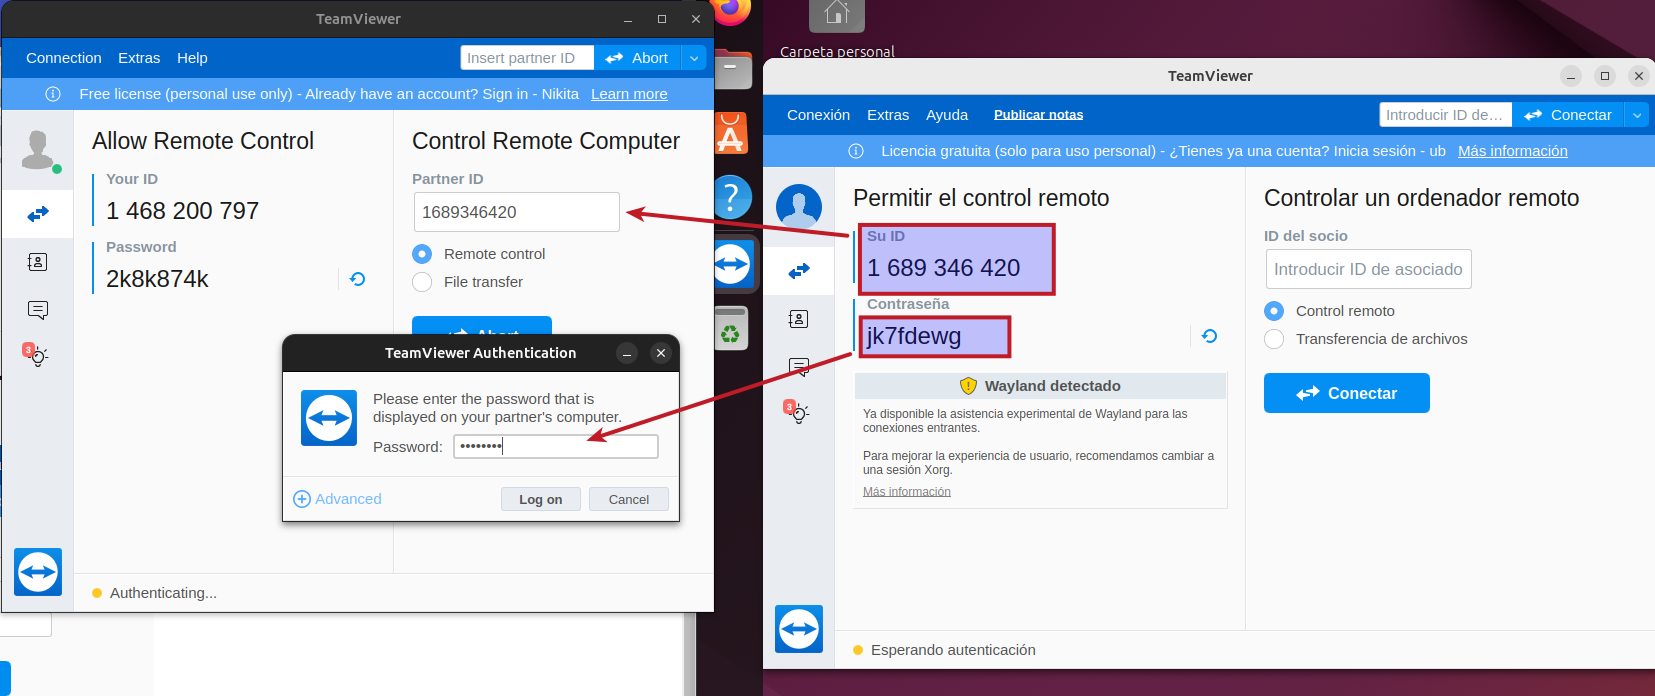 TeamViewer
Connection Extras Help
Insert partner ID
Abort
Free license (personal use only) - Already have an account? Sign in - Nikita Learn more
Allow Remote Control
Your ID
1 468 200 797
Password
2k8k874k
Control Remote Computer
Partner ID
1689346420
Remote control
File transfer
Abort
3
TeamViewer Authentication
Please enter the password that is
displayed on your partner's computer.
Password: ••••••••
Advanced
Log on
Cancel
Authenticating...
Carpeta personal
TeamViewer
Conexión Extras Ayuda Publicar notas
Introducir ID de...
Conectar
Licencia gratuita (solo para uso personal) - ¿Tienes ya una cuenta? Inicia sesión - ub Más información
Permitir el control remoto
Su ID
1 689 346 420
Contraseña
jk7fdewg
Wayland detectado
Ya disponible la asistencia experimental de Wayland para las
conexiones entrantes.
Para mejorar la experiencia de usuario, recomendamos cambiar a
una sesión Xorg.
Más información
3
Controlar un ordenador remoto
ID del socio
Introducir ID de asociado
Control remoto
Transferencia de archivos
Conectar
Esperando autenticación